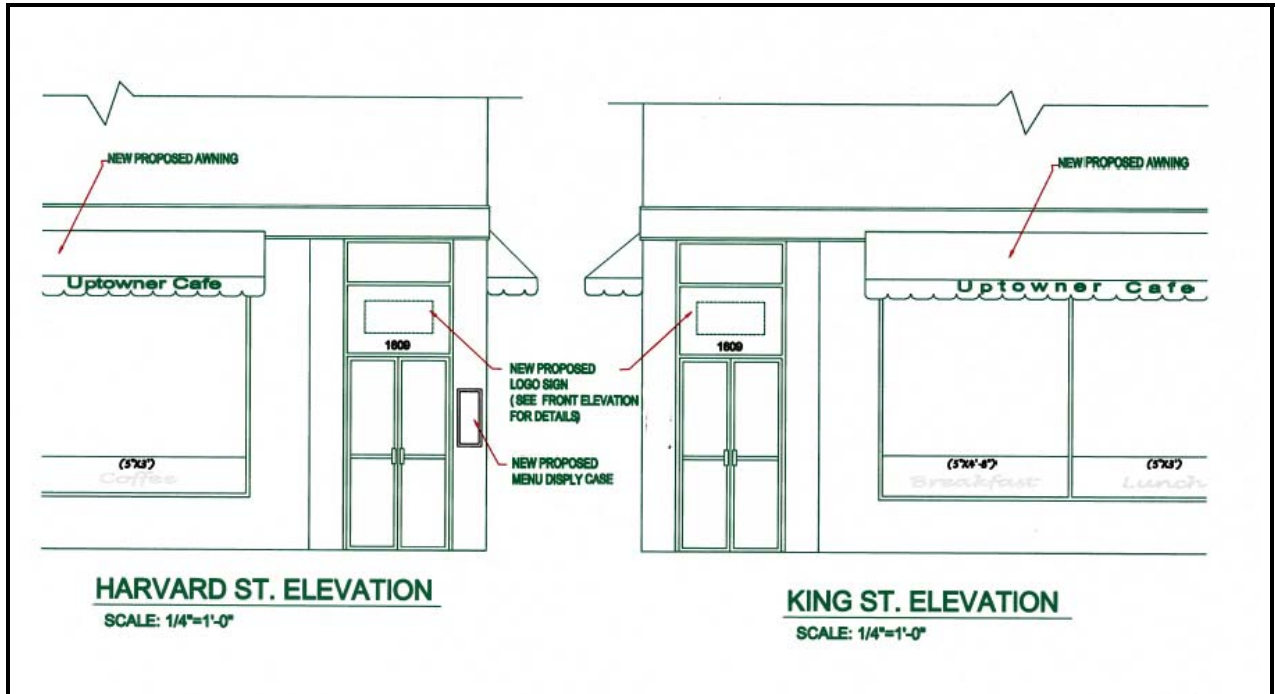 NEW PROPOSED AWNING
Uptowner Cafe
1609
(5"X3')
Coffee
HARVARD ST. ELEVATION
SCALE: 1/4"=1'-0"
NEW PROPOSED
LOGO SIGN
( SEE FRONT ELEVATION
FOR DETAILS)
NEW PROPOSED
MENU DISPLY CASE
NEW PROPOSED AWNING
Uptowner Cafe
1609
(5"X4'-6")
(5"X3')
Breakfast
Lunch
KING ST. ELEVATION
SCALE: 1/4"=1'-0"